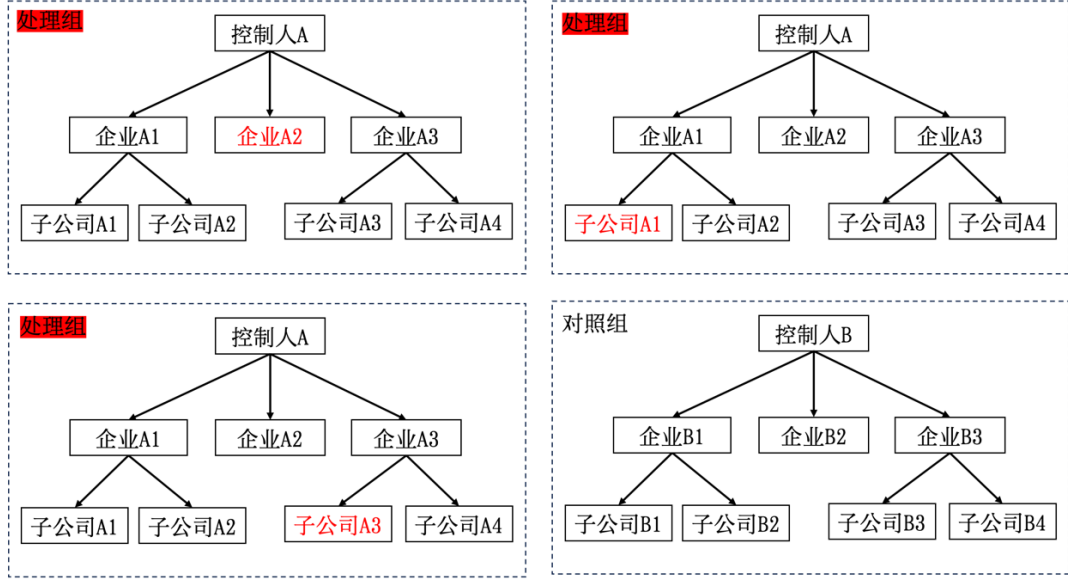 处理组
控制人A
企业A1 企业A2 企业A3
子公司A1 子公司A2 子公司A3 子公司A4
处理组
控制人A
企业A1 企业A2 企业A3
子公司A1 子公司A2 子公司A3 子公司A4
处理组
控制人A
企业A1 企业A2 企业A3
子公司A1 子公司A2 子公司A3 子公司A4
对照组
控制人B
企业B1 企业B2 企业B3
子公司B1 子公司B2 子公司B3 子公司B4